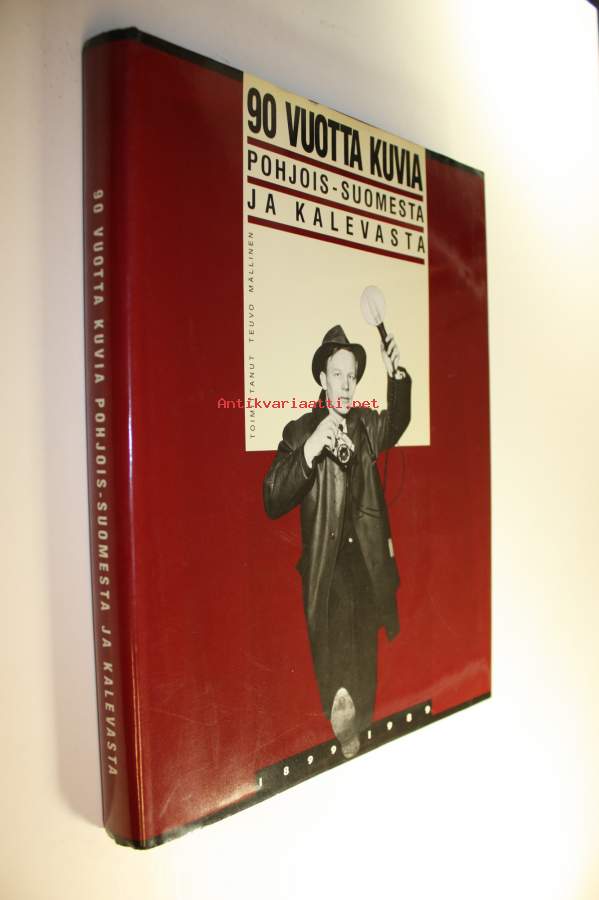 90 VUOTTA KUVIA
POHJOIS-SUOMESTA
JA KALEVASTA
TOIMITTANUT TEUVO MÄLLINEN
Antikvariaatti.net
1899 1989
90 VUOTTA KUVIA POHJOIS-SUOMESTA JA KALEVASTA